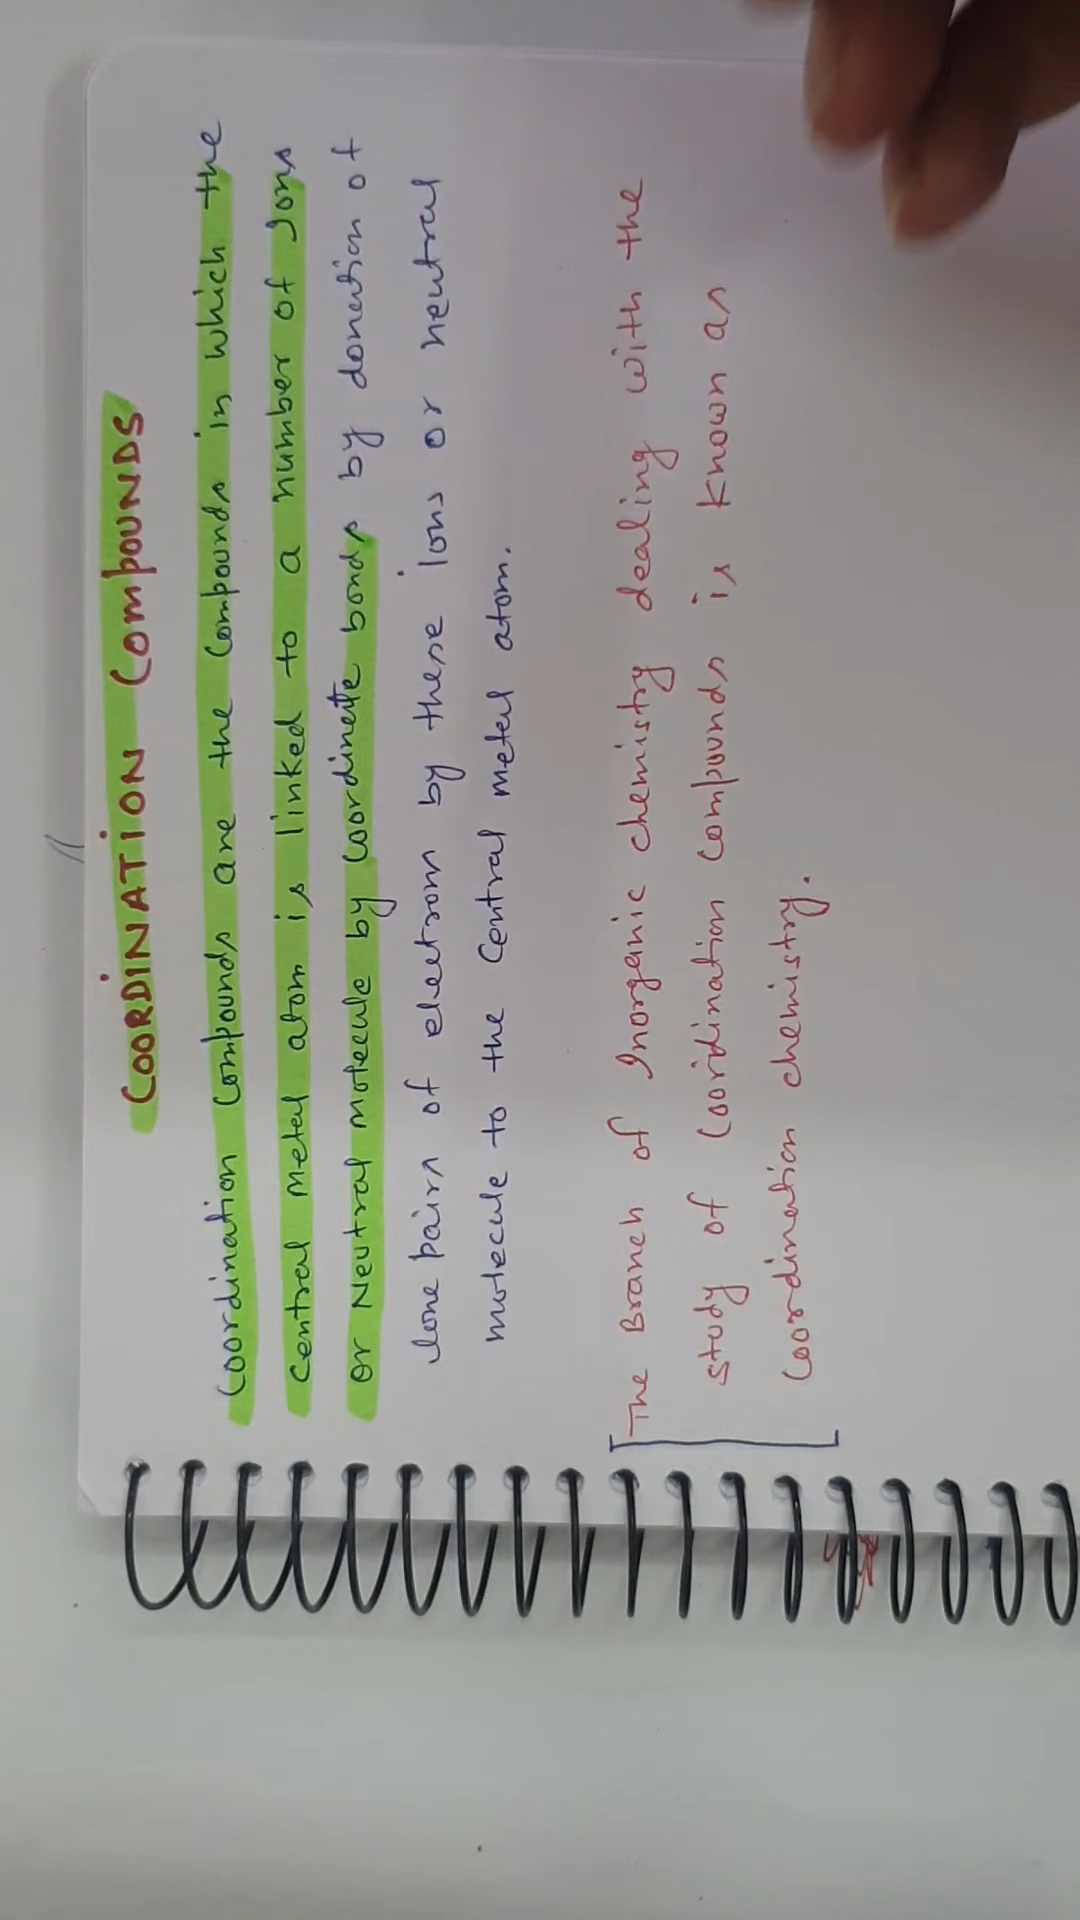 COORDINATION COMPOUNDS
Coordination Compounds are the Compounds in which the
Central Metal atom is linked to a number of Ions
or Neutral molecule by Coordinate bonds by donation of
lone pairs of electrom by these Ions or neutral
molecule to the Central metal atom.
The Branch of Inorganic chemistry dealing with the
study of Coordination Compounds is known as
Coordination chemistry.